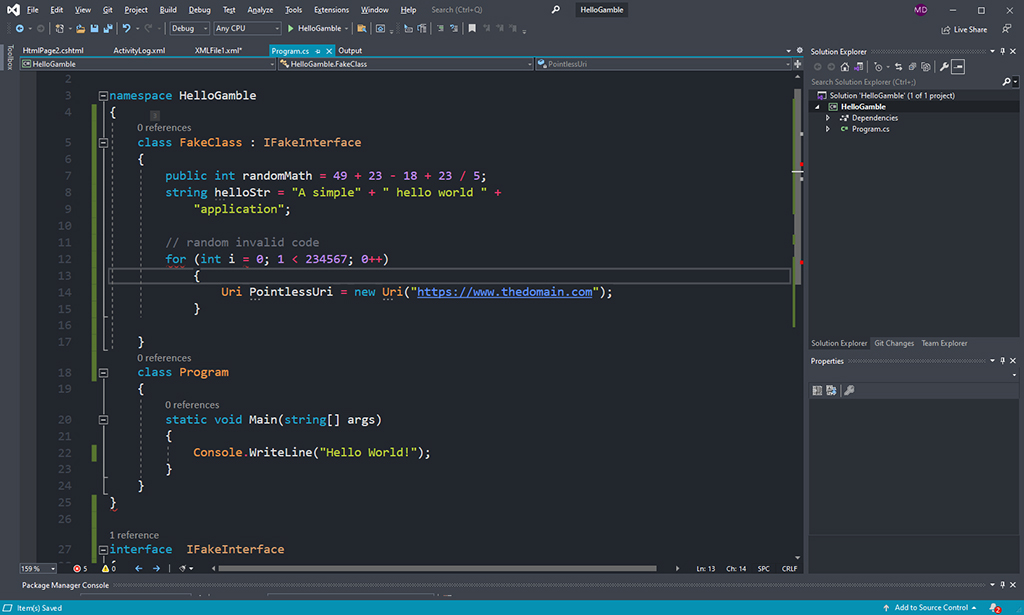 File Edit View Git Project Build Debug Test Analyze Tools Extensions Window Help Search (Ctrl+Q) HelloGamble MD
Debug Any CPU HelloGamble Live Share
Toolbox
HtmlPage2.cshtml ActivityLog.xml XMLFile1.xml* Program.cs Output
HelloGamble HelloGamble.FakeClass PointlessUri
2
3 namespace HelloGamble
4 {
0 references
5 class FakeClass : IFakeInterface
6 {
7 public int randomMath = 49 + 23 - 18 + 23 / 5;
8 string helloStr = "A simple" + " hello world " +
9 "application";
10
11 // random invalid code
12 for (int i = 0; 1 < 234567; 0++)
13 {
14 Uri PointlessUri = new Uri("https://www.thedomain.com");
15 }
16
17 }
0 references
18 class Program
19 {
0 references
20 static void Main(string[] args)
21 {
22 Console.WriteLine("Hello World!");
23 }
24 }
25 }
26
1 reference
27 interface IFakeInterface
159 % 5 0 Ln: 13 Ch: 14 SPC CRLF
Package Manager Console
Item(s) Saved
Add to Source Control 2
Solution Explorer
Search Solution Explorer (Ctrl+;)
Solution 'HelloGamble' (1 of 1 project)
HelloGamble
Dependencies
Program.cs
Solution Explorer Git Changes Team Explorer
Properties